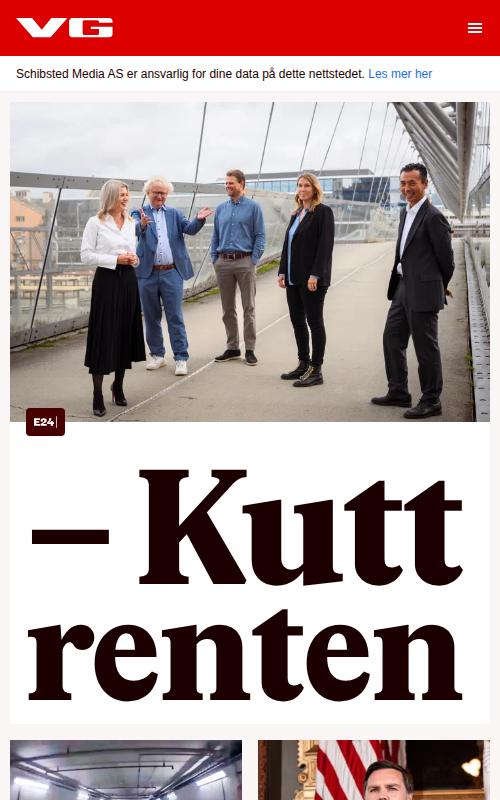 VG
Schibsted Media AS er ansvarlig for dine data på dette nettstedet. Les mer her
E24
– Kutt
renten